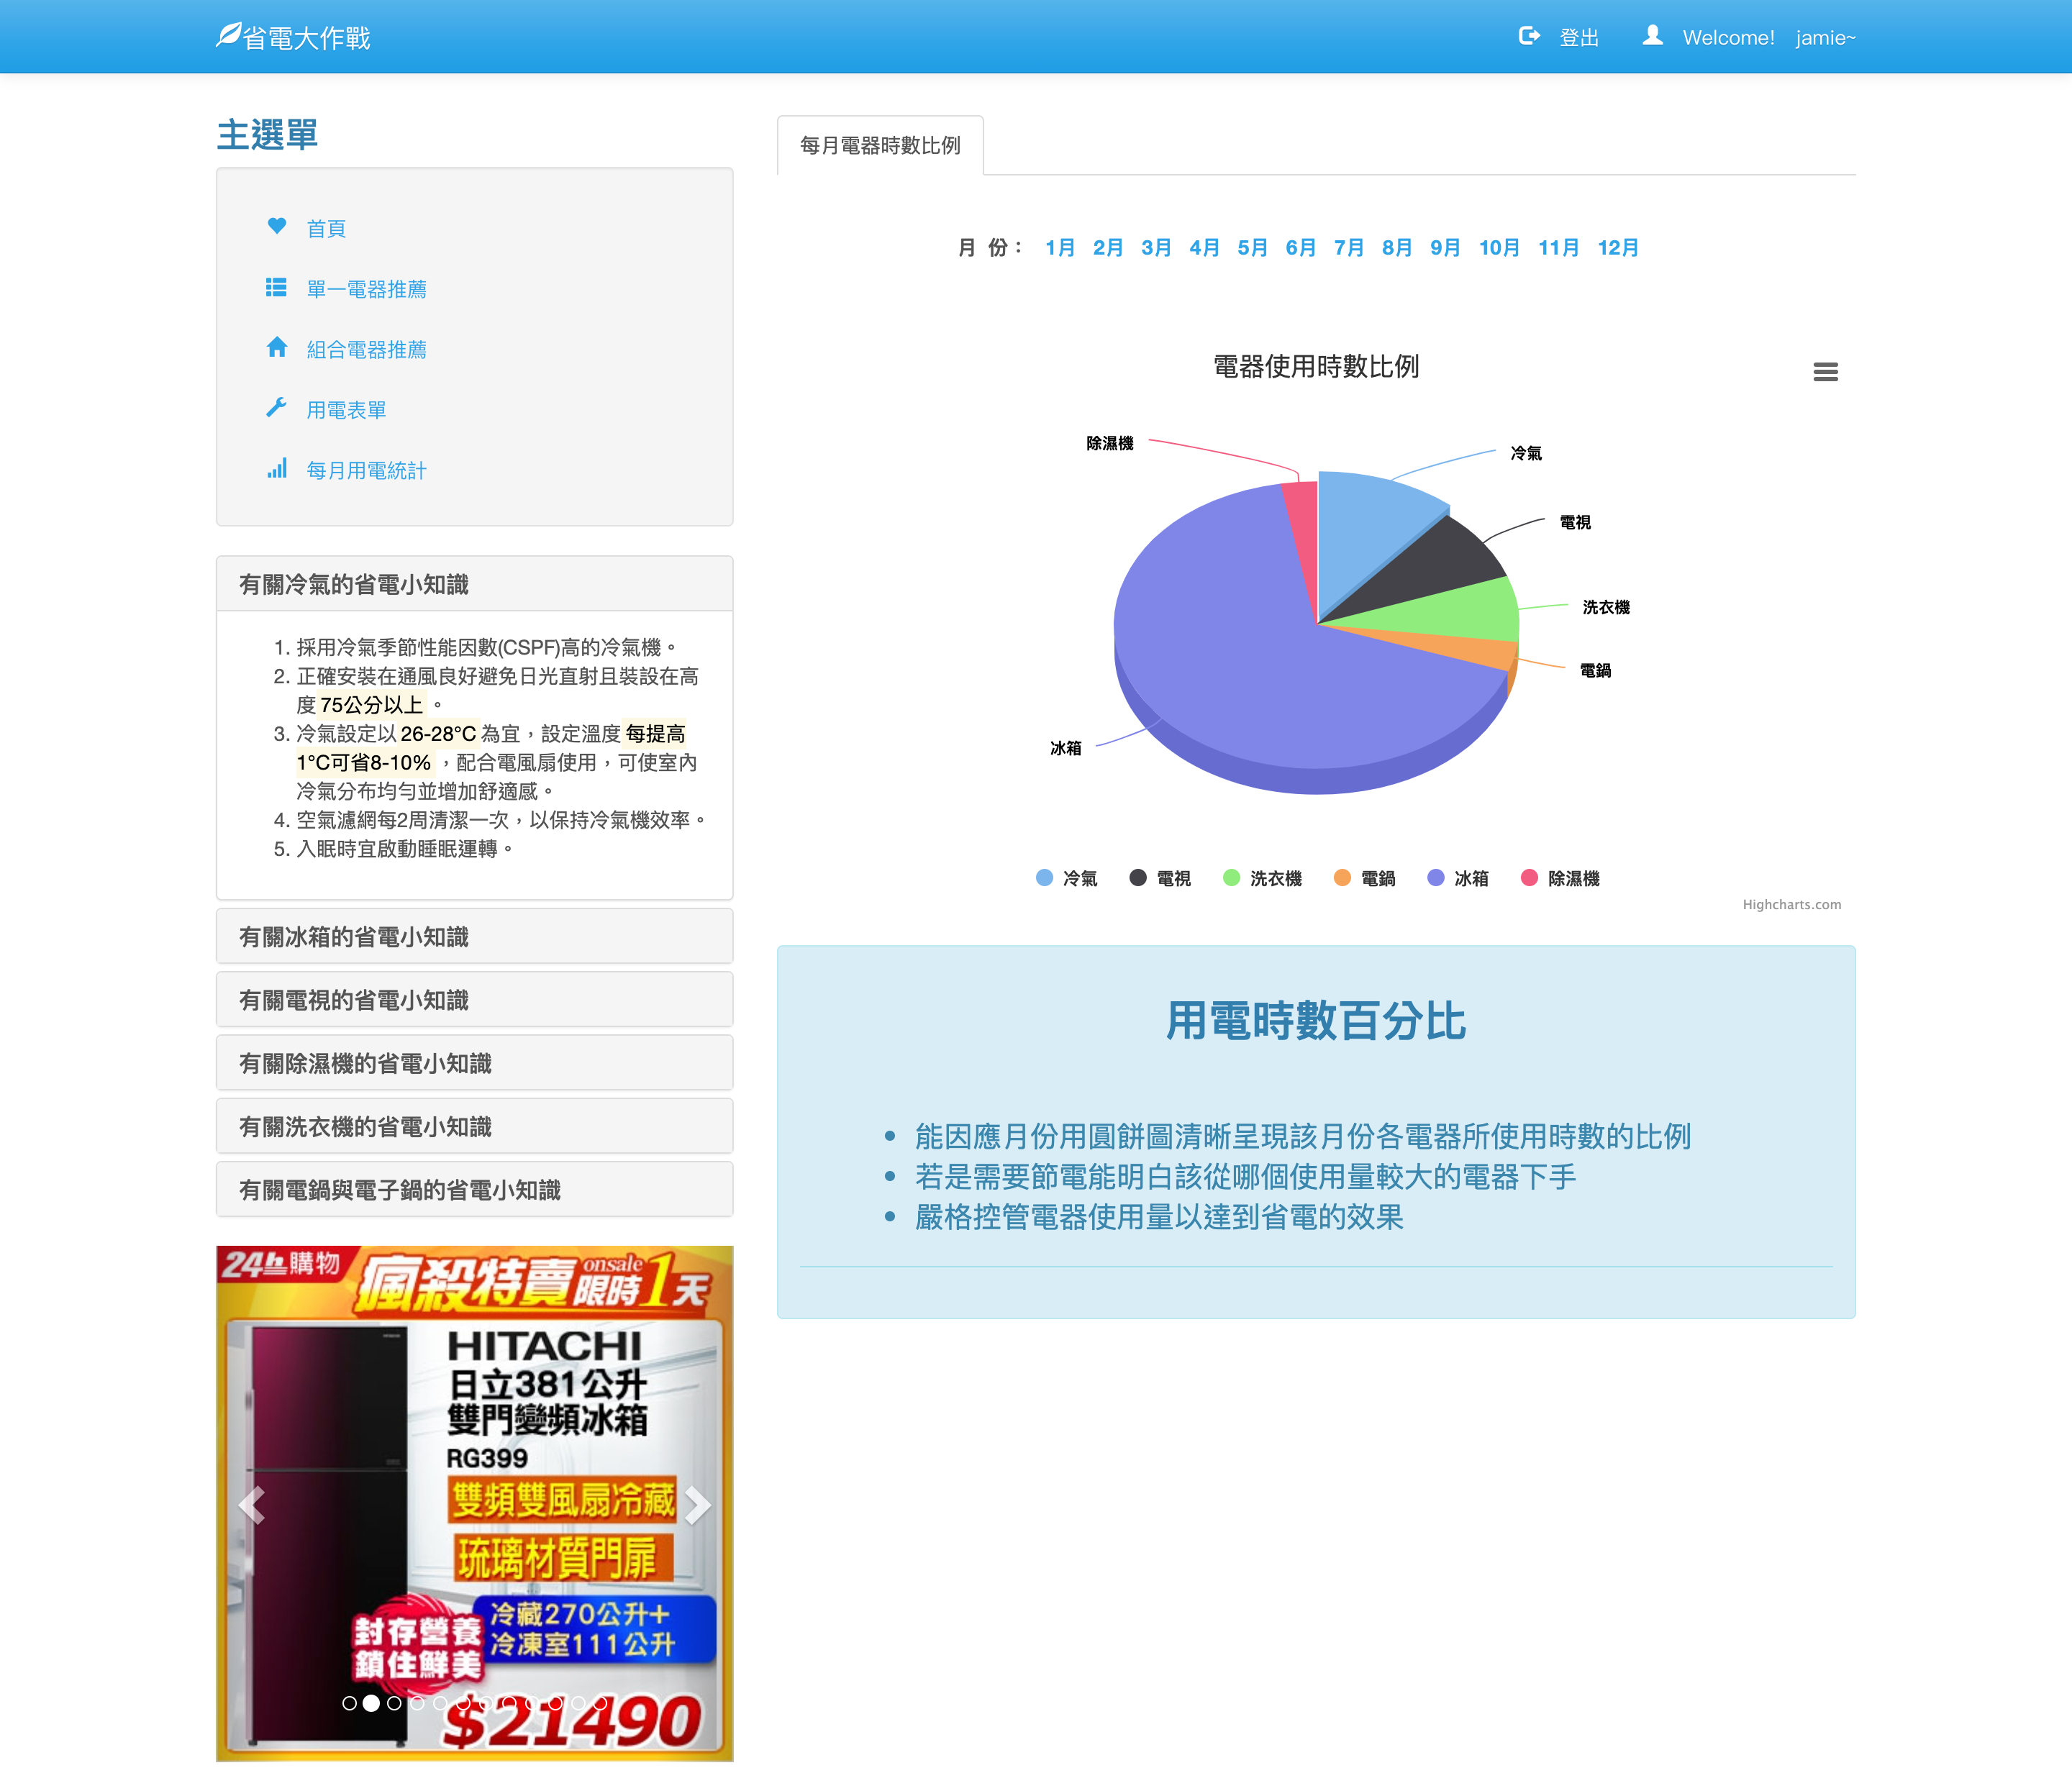 省電大作戰
登出 Welcome! jamie~
主選單
首頁
單一電器推薦
組合電器推薦
用電表單
每月用電統計
有關冷氣的省電小知識
1. 採用冷氣季節性能因數(CSPF)高的冷氣機。
2. 正確安裝在通風良好避免日光直射且裝設在高
度75公分以上。
3. 冷氣設定以26-28°C為宜，設定溫度每提高
1°C可省8-10%，配合電風扇使用，可使室內
冷氣分布均勻並增加舒適感。
4. 空氣濾網每2周清潔一次，以保持冷氣機效率。
5. 入眠時宜啟動睡眠運轉。
有關冰箱的省電小知識
有關電視的省電小知識
有關除濕機的省電小知識
有關洗衣機的省電小知識
有關電鍋與電子鍋的省電小知識
24h購物
瘋殺特賣 onsale 限時1天
HITACHI
日立381公升
雙門變頻冰箱
RG399
雙頻雙風扇冷藏
琉璃材質門扉
冷藏270公升+
冷凍室111公升
封存營養
鎖住鮮美
$21490
每月電器時數比例
月 份： 1月 2月 3月 4月 5月 6月 7月 8月 9月 10月 11月 12月
電器使用時數比例
除濕機
冷氣
電視
洗衣機
電鍋
冰箱
冷氣 電視 洗衣機 電鍋 冰箱 除濕機
Highcharts.com
用電時數百分比
• 能因應月份用圓餅圖清晰呈現該月份各電器所使用時數的比例
• 若是需要節電能明白該從哪個使用量較大的電器下手
• 嚴格控管電器使用量以達到省電的效果